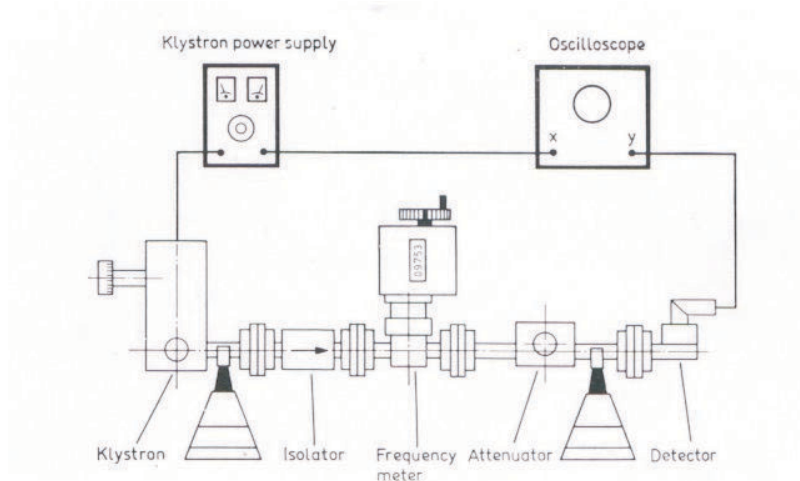 Klystron power supply
Oscilloscope
x
y
09753
Klystron
Isolator
Frequency
meter
Attenuator
Detector